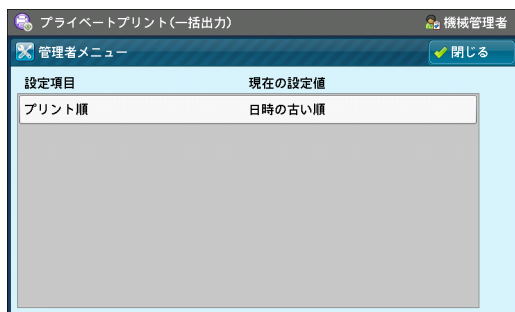 プライベートプリント(一括出力) 機械管理者
管理者メニュー 閉じる
設定項目 現在の設定値
プリント順 日時の古い順